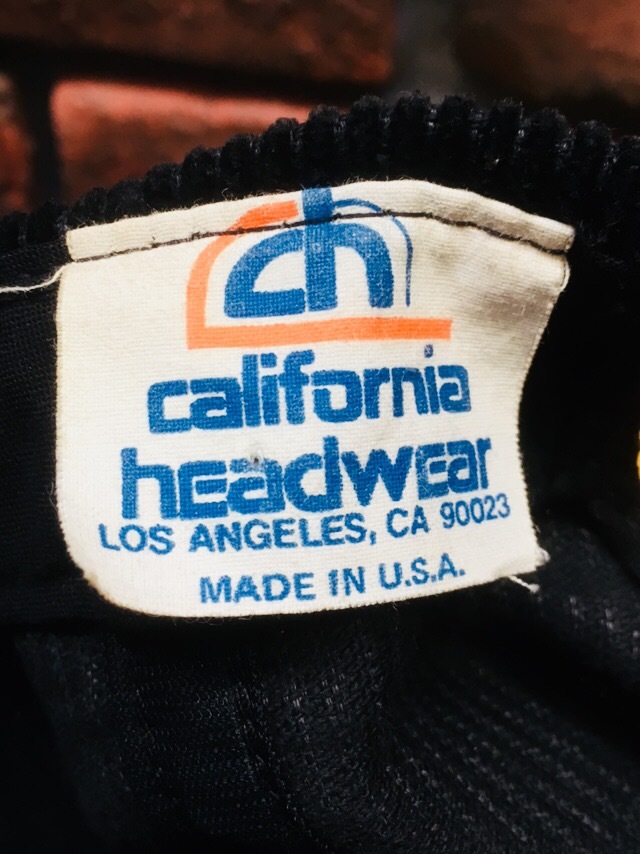 ch
california
headwear
LOS ANGELES, CA 90023
MADE IN U.S.A.